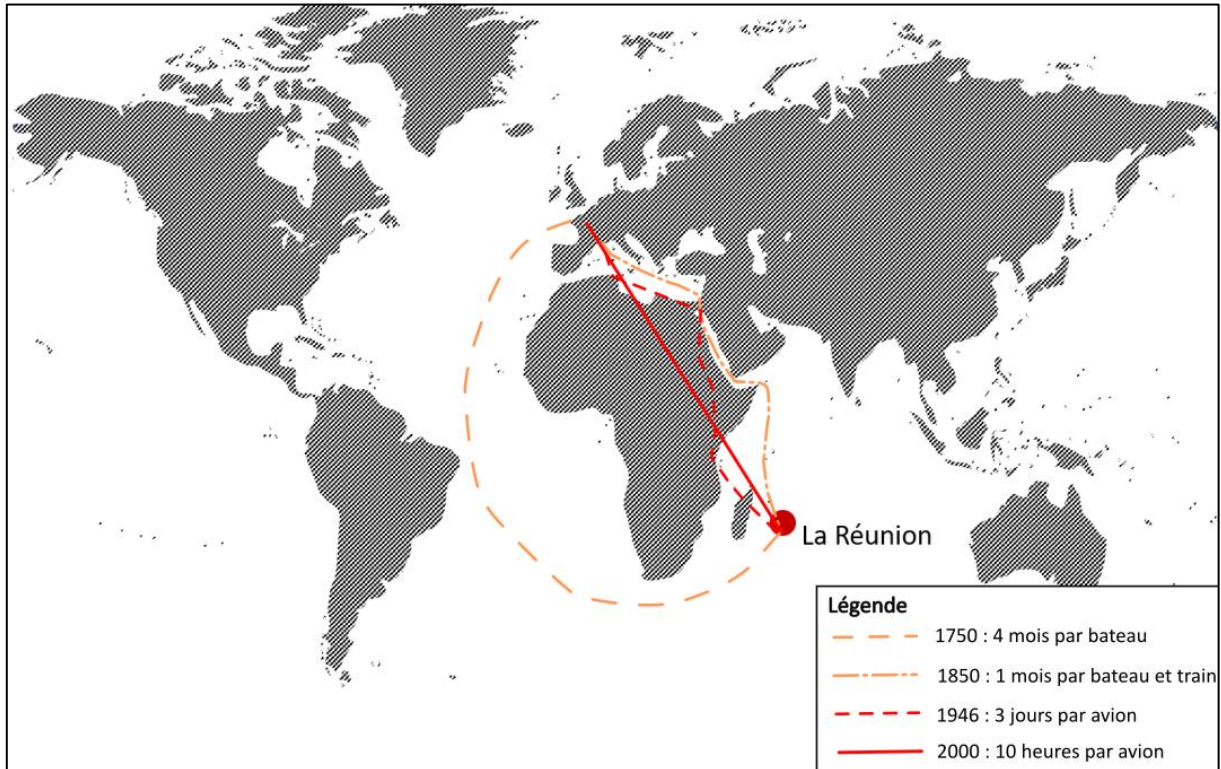 La Réunion
Légende
1750 : 4 mois par bateau
1850 : 1 mois par bateau et train
1946 : 3 jours par avion
2000 : 10 heures par avion